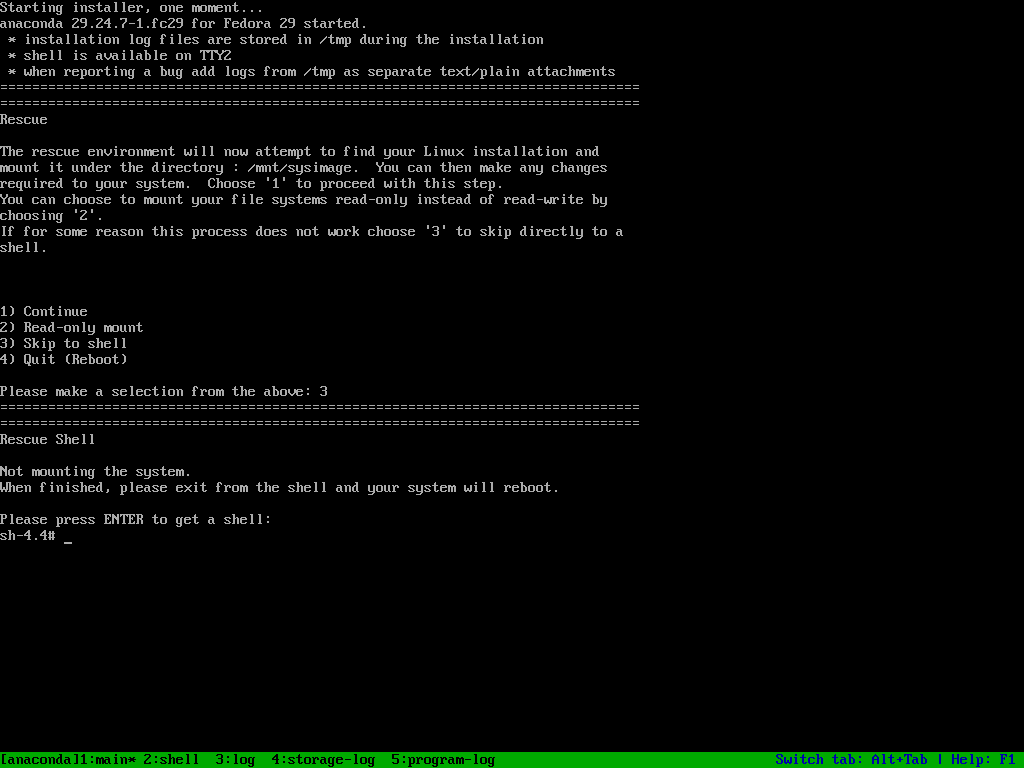 Starting installer, one moment...
anaconda 29.24.7-1.fc29 for Fedora 29 started.
 * installation log files are stored in /tmp during the installation
 * shell is available on TTY2
 * when reporting a bug add logs from /tmp as separate text/plain attachments
================================================================================
================================================================================
Rescue

The rescue environment will now attempt to find your Linux installation and
mount it under the directory : /mnt/sysimage.  You can then make any changes
required to your system.  Choose '1' to proceed with this step.
You can choose to mount your file systems read-only instead of read-write by
choosing '2'.
If for some reason this process does not work choose '3' to skip directly to a
shell.

1) Continue
2) Read-only mount
3) Skip to shell
4) Quit (Reboot)

Please make a selection from the above: 3
================================================================================
================================================================================
Rescue Shell

Not mounting the system.
When finished, please exit from the shell and your system will reboot.

Please press ENTER to get a shell:
sh-4.4# _
[anaconda]1:main* 2:shell  3:log  4:storage-log  5:program-log    Switch tab: Alt+Tab | Help: F1